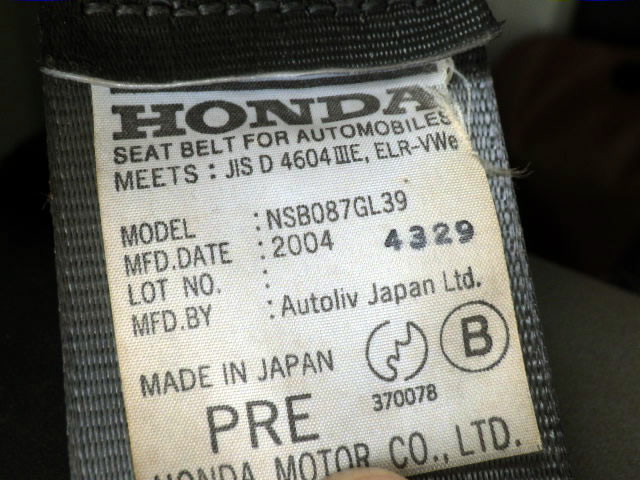 HONDA
SEAT BELT FOR AUTOMOBILES
MEETS : JIS D 4604ⅢE, ELR-VWe
MODEL : NSB087GL39
MFD.DATE : 2004 4329
LOT NO. :
MFD.BY : Autoliv Japan Ltd.
MADE IN JAPAN
B
370078
PRE
HONDA MOTOR CO., LTD.